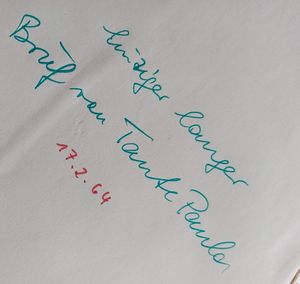 einziger langer
Brief von Tante Paula
17.2.64